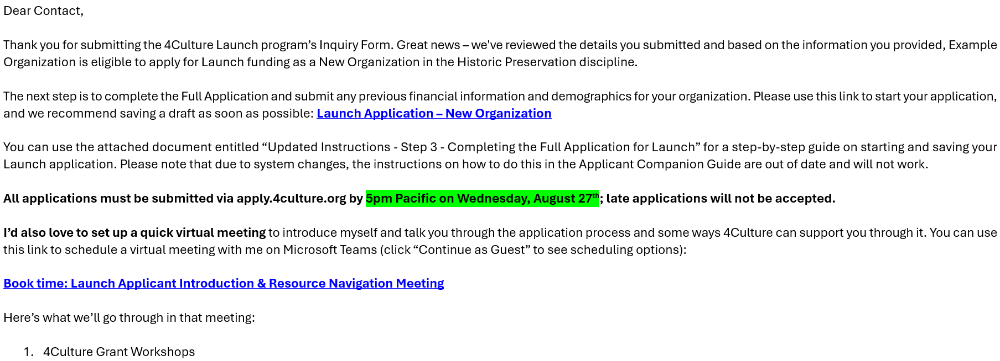 Dear Contact,
Thank you for submitting the 4Culture Launch program’s Inquiry Form. Great news – we've reviewed the details you submitted and based on the information you provided, Example
Organization is eligible to apply for Launch funding as a New Organization in the Historic Preservation discipline.
The next step is to complete the Full Application and submit any previous financial information and demographics for your organization. Please use this link to start your application,
and we recommend saving a draft as soon as possible: Launch Application – New Organization
You can use the attached document entitled “Updated Instructions - Step 3 - Completing the Full Application for Launch” for a step-by-step guide on starting and saving your
Launch application. Please note that due to system changes, the instructions on how to do this in the Applicant Companion Guide are out of date and will not work.
All applications must be submitted via apply.4culture.org by 5pm Pacific on Wednesday, August 27th; late applications will not be accepted.
I’d also love to set up a quick virtual meeting to introduce myself and talk you through the application process and some ways 4Culture can support you through it. You can use
this link to schedule a virtual meeting with me on Microsoft Teams (click “Continue as Guest” to see scheduling options):
Book time: Launch Applicant Introduction & Resource Navigation Meeting
Here’s what we’ll go through in that meeting:
1. 4Culture Grant Workshops